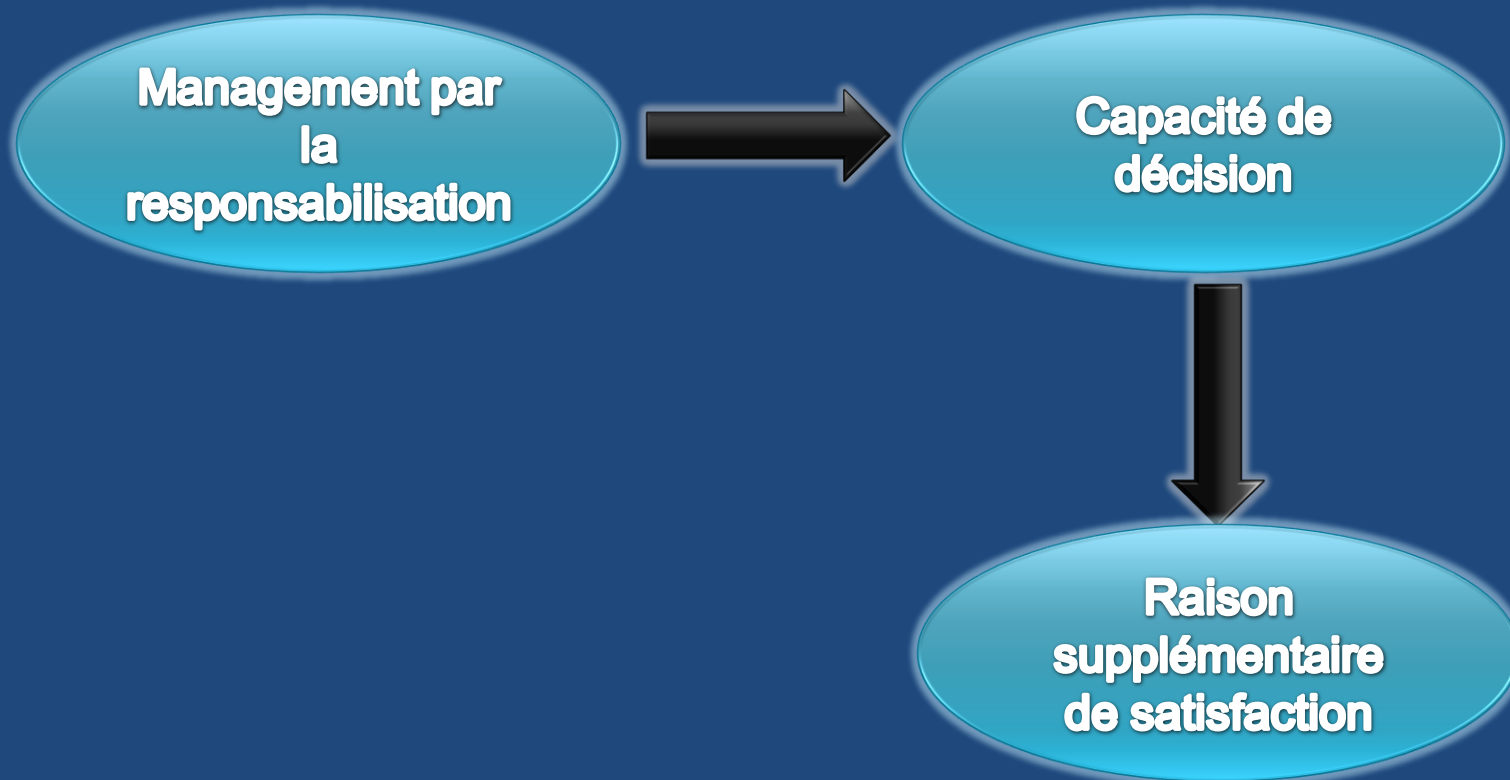 Management par
la
responsabilisation
Capacité de
décision
Raison
supplémentaire
de satisfaction